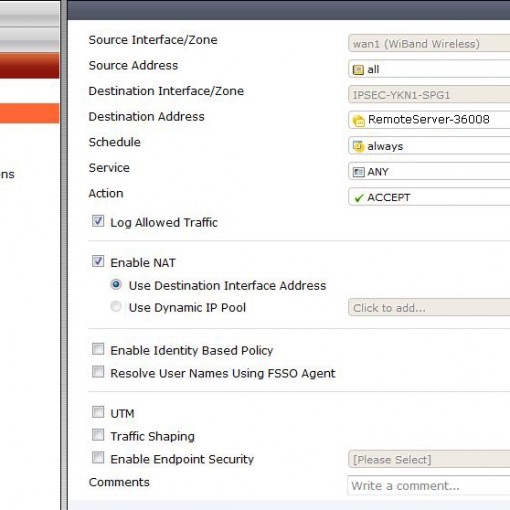 Source Interface/Zone
wan1 (WiBand Wireless)
Source Address
all
Destination Interface/Zone
IPSEC-YKN1-SPG1
Destination Address
RemoteServer-36008
Schedule
always
Service
ANY
Action
ACCEPT
Log Allowed Traffic
ns
Enable NAT
Use Destination Interface Address
Use Dynamic IP Pool
Click to add...
Enable Identity Based Policy
Resolve User Names Using FSSO Agent
UTM
Traffic Shaping
Enable Endpoint Security
[Please Select]
Comments
Write a comment...